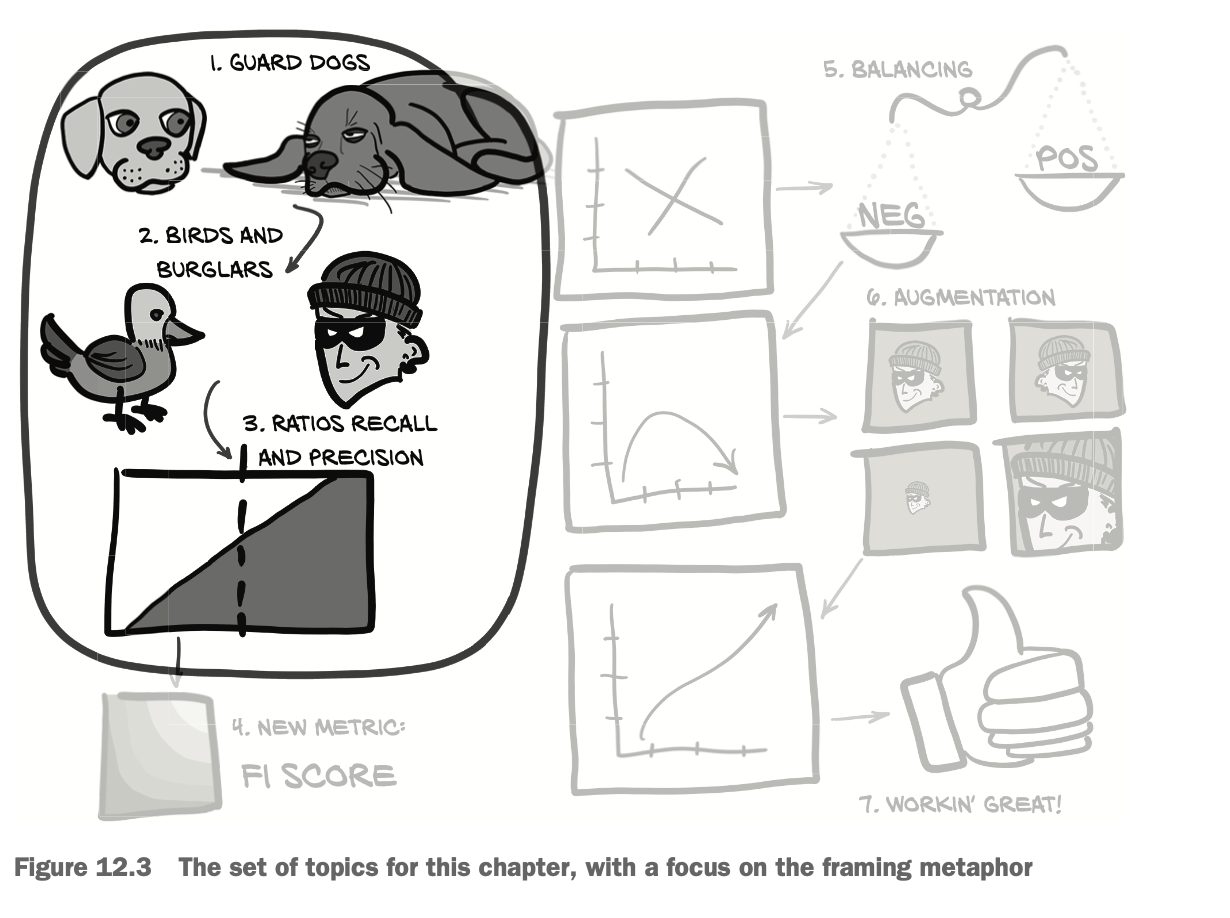 1. GUARD DOGS
2. BIRDS AND
BURGLARS
3. RATIOS RECALL
AND PRECISION
4. NEW METRIC:
F1 SCORE
5. BALANCING
NEG
POS
6. AUGMENTATION
7. WORKIN' GREAT!
Figure 12.3 The set of topics for this chapter, with a focus on the framing metaphor